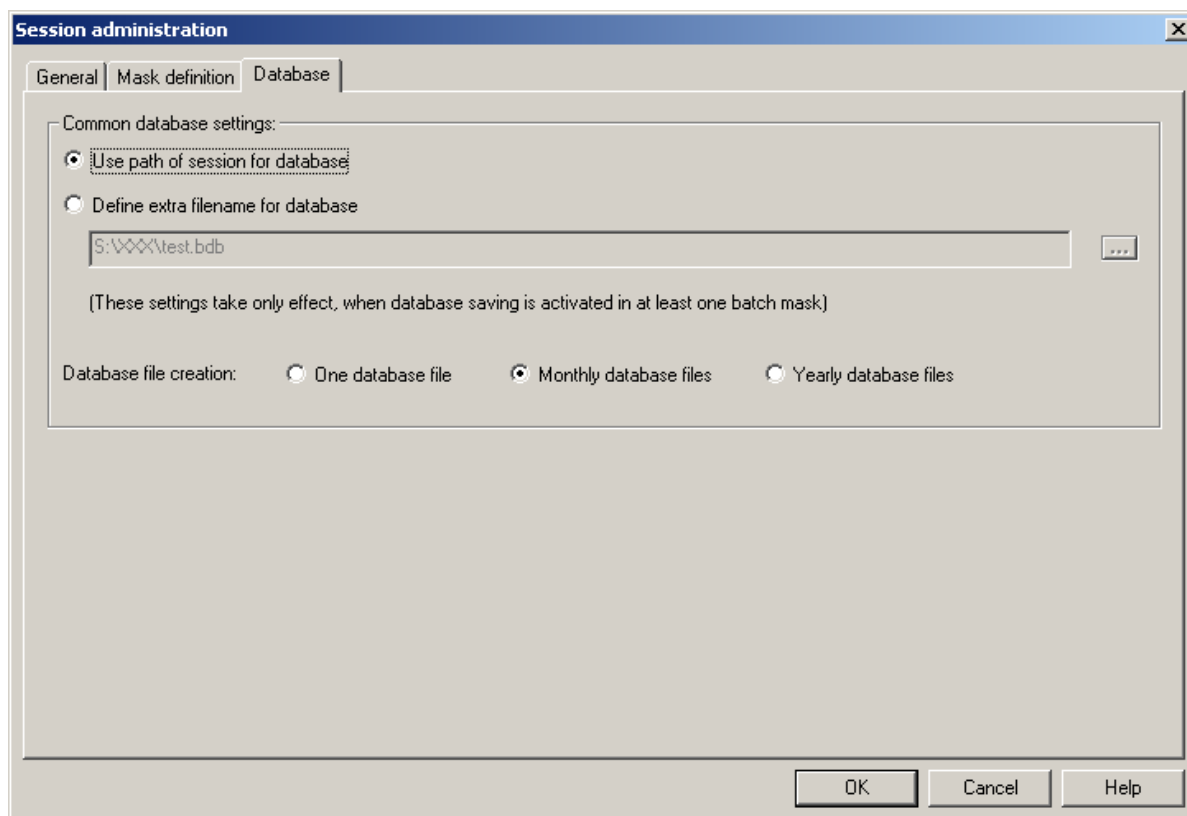 Session administration
General Mask definition Database
Common database settings:
Use path of session for database
Define extra filename for database
S:\XXX\test.bdb
...
(These settings take only effect, when database saving is activated in at least one batch mask)
Database file creation: One database file Monthly database files Yearly database files
OK Cancel Help